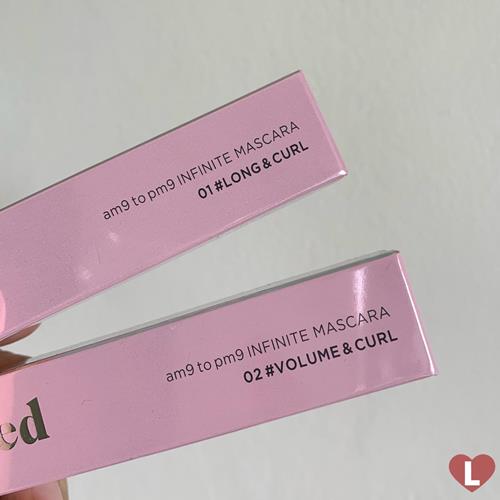 am9 to pm9 INFINITE MASCARA
01 #LONG & CURL
am9 to pm9 INFINITE MASCARA
02 #VOLUME & CURL
ed
L